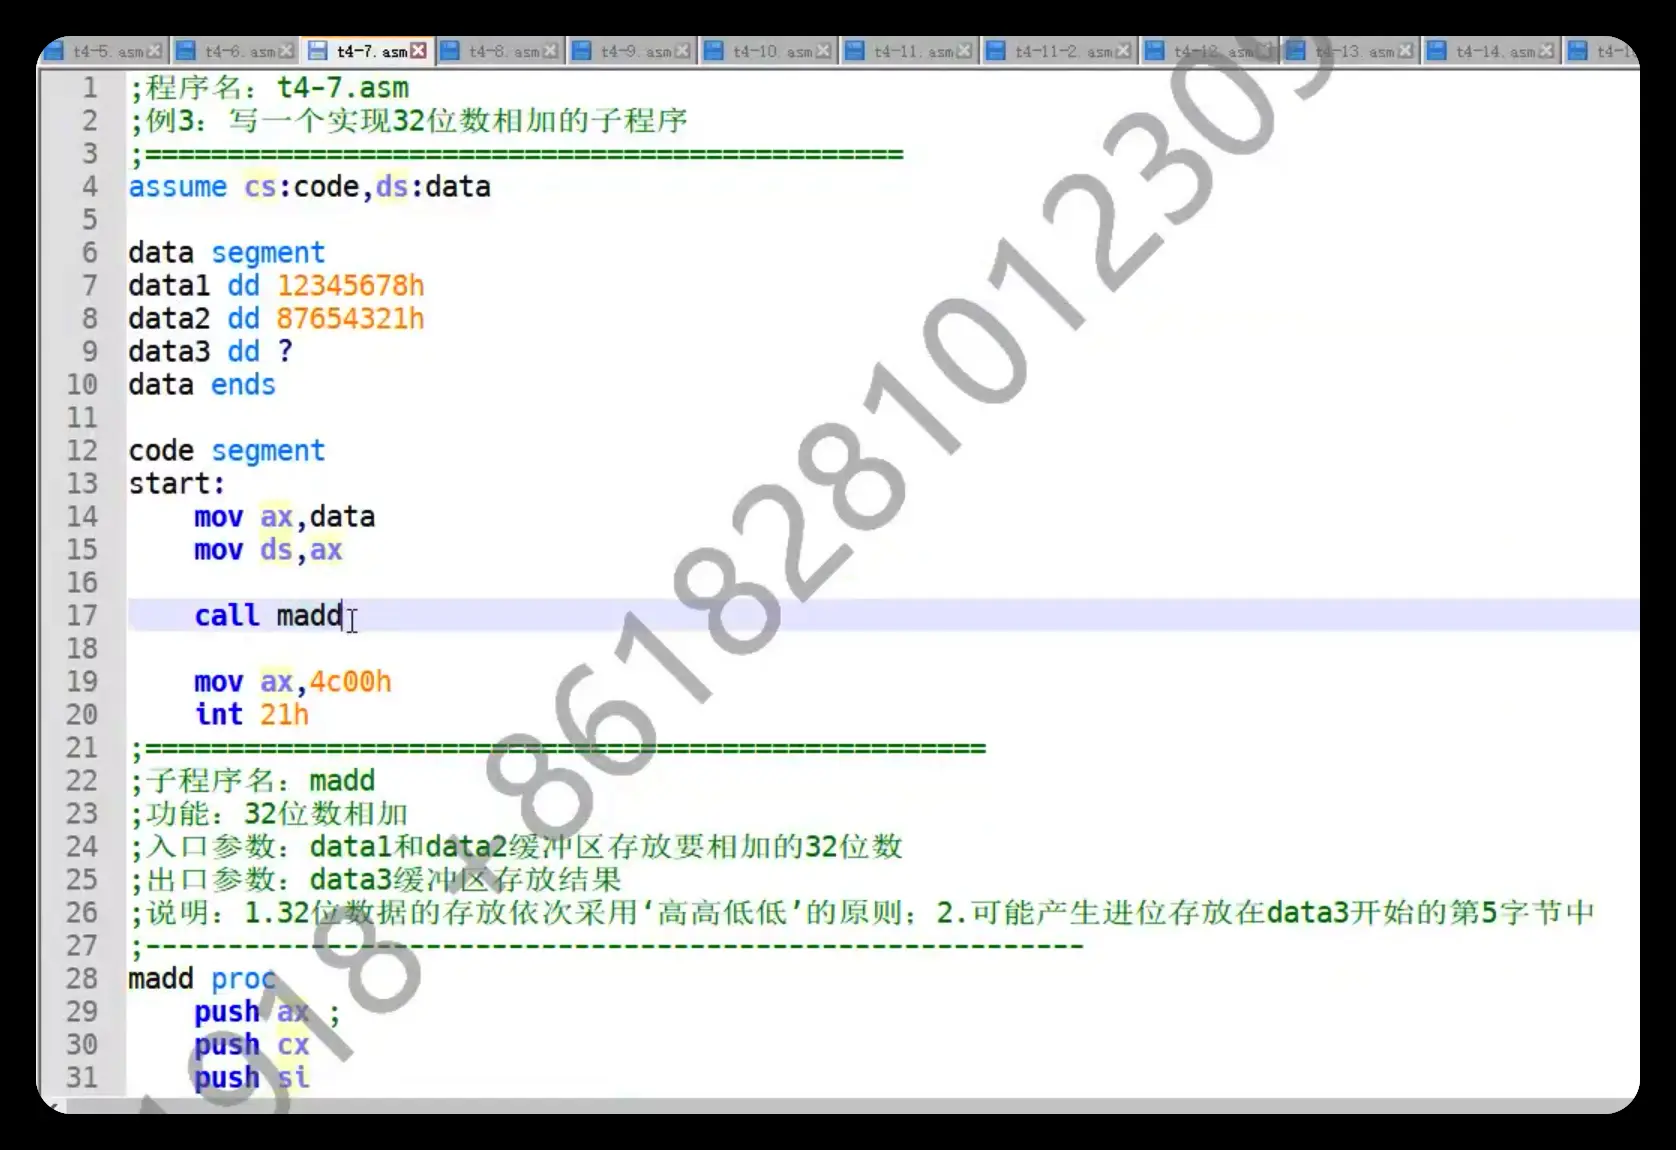 t4-5.asm t4-6.asm t4-7.asm t4-8.asm t4-9.asm t4-10.asm t4-11.asm t4-11-2.asm t4-12.asm t4-13.asm t4-14.asm
1 ;程序名：t4-7.asm
2 ;例3：写一个实现32位数相加的子程序
3 ;==============================================
4 assume cs:code,ds:data
5
6 data segment
7 data1 dd 12345678h
8 data2 dd 87654321h
9 data3 dd ?
10 data ends
11
12 code segment
13 start:
14 mov ax,data
15 mov ds,ax
16
17 call madd
18
19 mov ax,4c00h
20 int 21h
21 ;===================================================
22 ;子程序名：madd
23 ;功能：32位数相加
24 ;入口参数：data1和data2缓冲区存放要相加的32位数
25 ;出口参数：data3缓冲区存放结果
26 ;说明：1.32位数据的存放依次采用‘高高低低’的原则；2.可能产生进位存放在data3开始的第5字节中
27 ;---------------------------------------------------------
28 madd proc
29 push ax ;
30 push cx
31 push si
918 +8618281012309